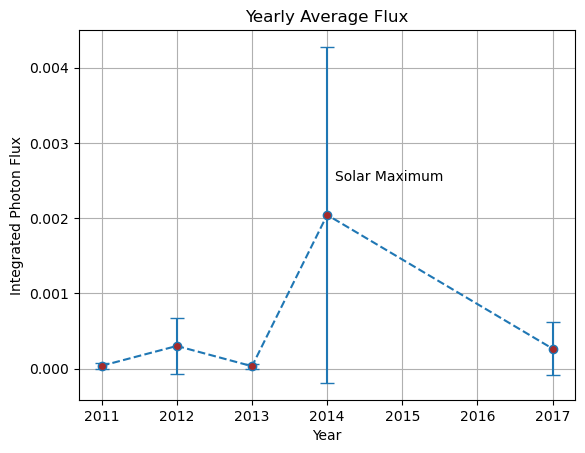 Yearly Average Flux
0.004
0.003
0.002
0.001
0.000
Integrated Photon Flux
Solar Maximum
2011 2012 2013 2014 2015 2016 2017
Year